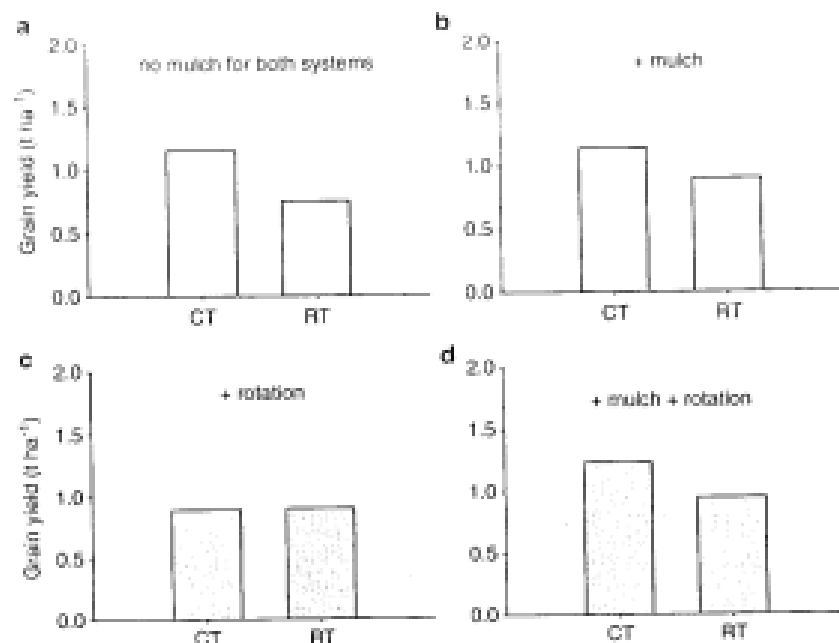 a
2.0
no mulch for both systems
1.5
1.0
0.5
0.0
Grain yield (t ha⁻¹)
CT RT
b
2.0
+ mulch
1.5
1.0
0.5
0.0
CT RT
c
2.0
+ rotation
1.5
1.0
0.5
0.0
Grain yield (t ha⁻¹)
CT RT
d
2.0
+ mulch + rotation
1.5
1.0
0.5
0.0
CT RT